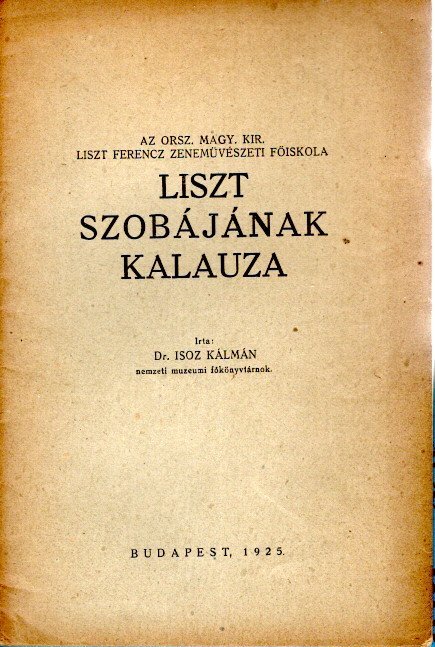 AZ ORSZ. MAGY. KIR.
LISZT FERENCZ ZENEMŰVÉSZETI FŐISKOLA
LISZT
SZOBÁJÁNAK
KALAUZA
Irta:
Dr. ISOZ KÁLMÁN
nemzeti muzeumi főkönyvtárnok.
BUDAPEST, 1925.